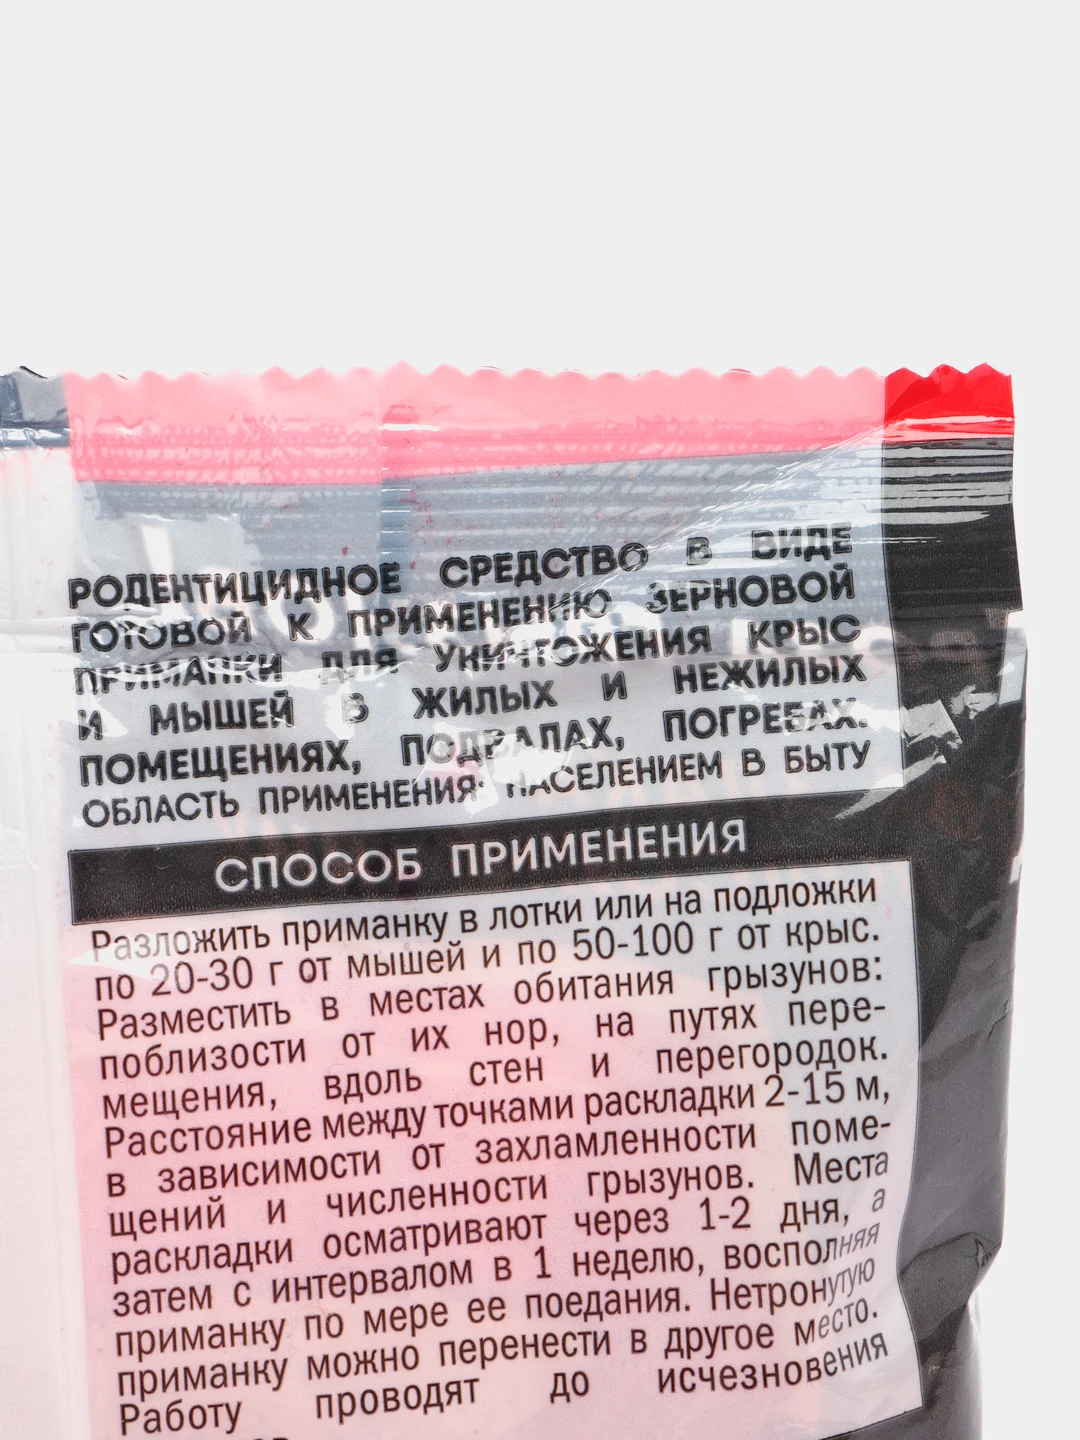 РОДЕНТИЦИДНОЕ СРЕДСТВО В ВИДЕ
ГОТОВОЙ К ПРИМЕНЕНИЮ ЗЕРНОВОЙ
ПРИМАНКИ ДЛЯ УНИЧТОЖЕНИЯ КРЫС
И МЫШЕЙ В ЖИЛЫХ И НЕЖИЛЫХ
ПОМЕЩЕНИЯХ, ПОДВАЛАХ, ПОГРЕБАХ.
ОБЛАСТЬ ПРИМЕНЕНИЯ: НАСЕЛЕНИЕМ В БЫТУ
СПОСОБ ПРИМЕНЕНИЯ
Разложить приманку в лотки или на подложки
по 20-30 г от мышей и по 50-100 г от крыс.
Разместить в местах обитания грызунов:
поблизости от их нор, на путях пере-
мещения, вдоль стен и перегородок.
Расстояние между точками раскладки 2-15 м,
в зависимости от захламленности поме-
щений и численности грызунов. Места
раскладки осматривают через 1-2 дня, а
затем с интервалом в 1 неделю, восполняя
приманку по мере ее поедания. Нетронутую
приманку можно перенести в другое место.
Работу проводят до исчезновения